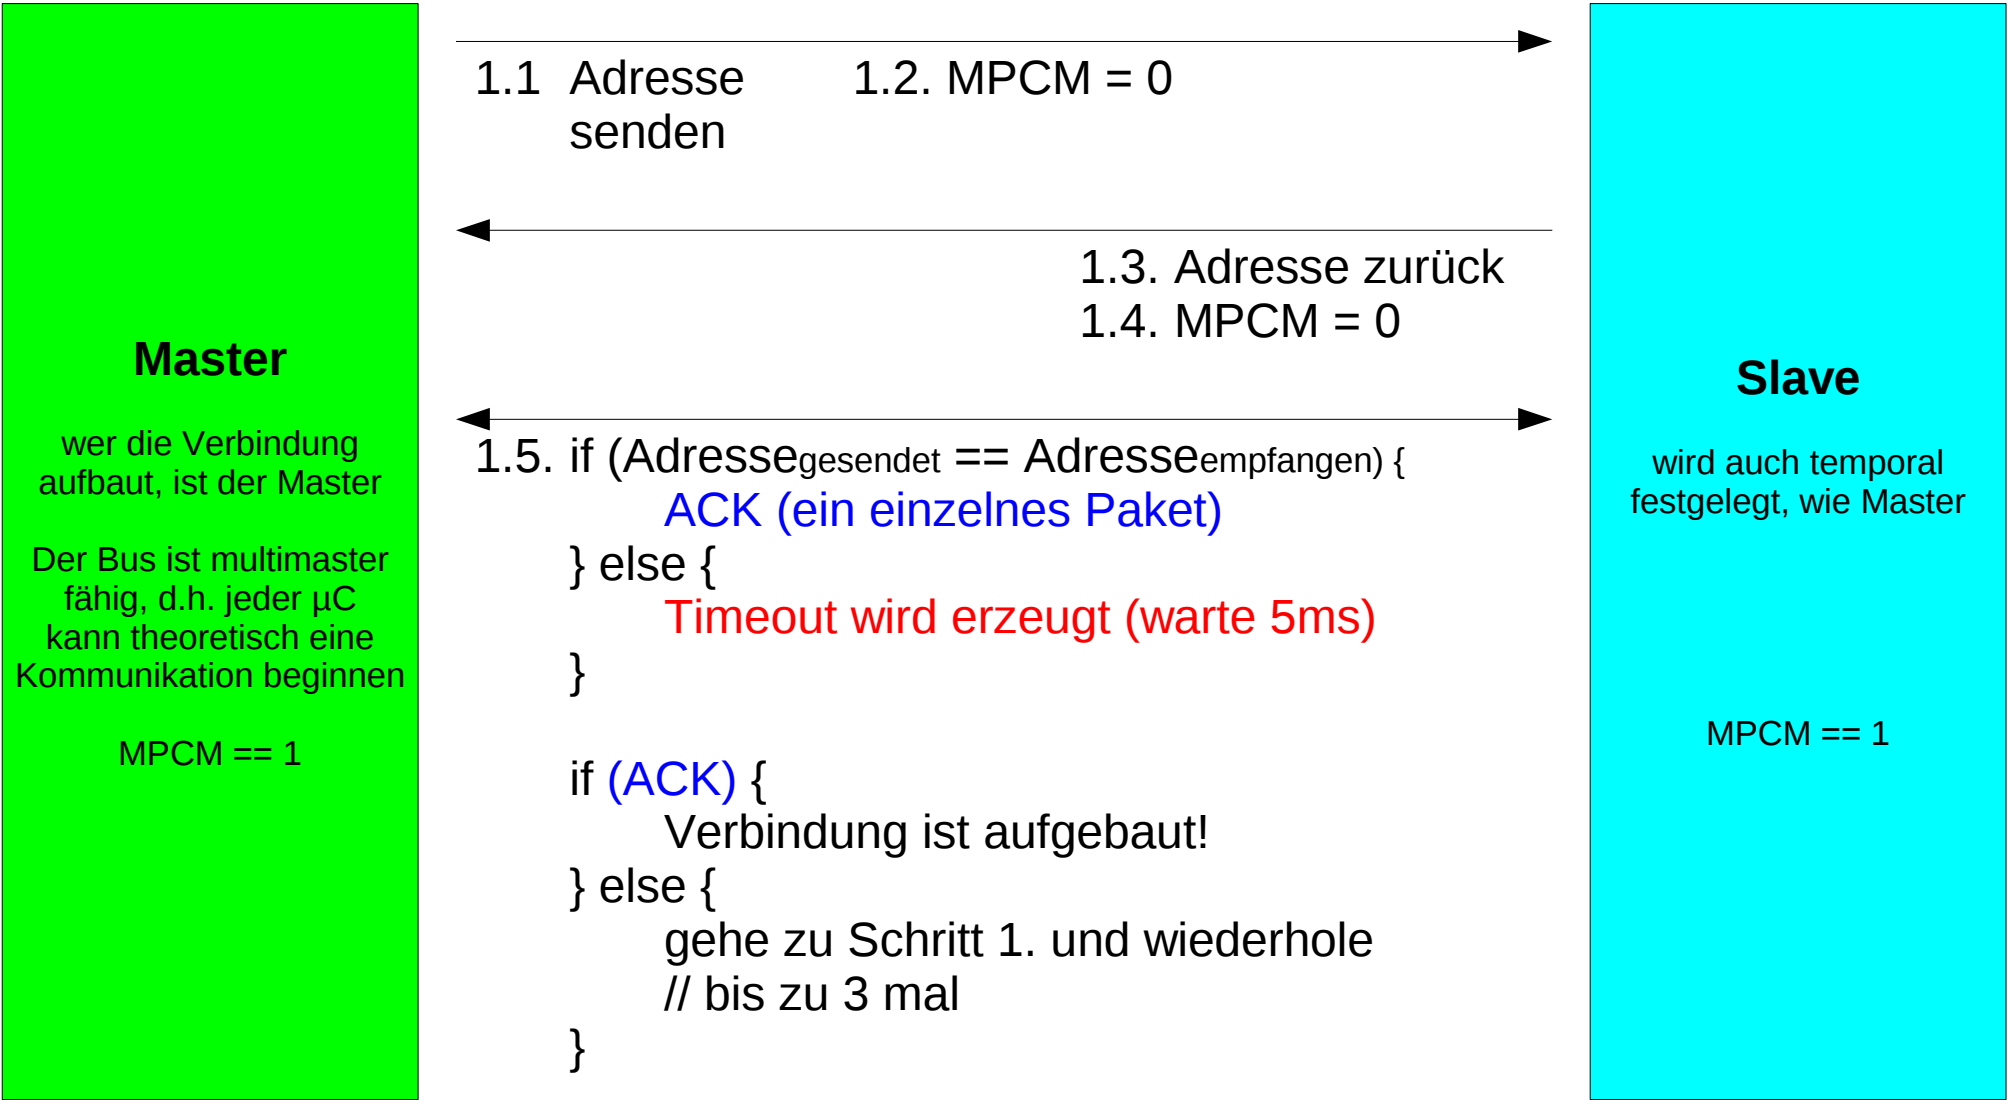 Master
wer die Verbindung
aufbaut, ist der Master
Der Bus ist multimaster
fähig, d.h. jeder µC
kann theoretisch eine
Kommunikation beginnen
MPCM == 1
1.1 Adresse senden
1.2. MPCM = 0
1.3. Adresse zurück
1.4. MPCM = 0
1.5. if (Adressegesendet == Adresseempfangen) {
ACK (ein einzelnes Paket)
} else {
Timeout wird erzeugt (warte 5ms)
}
if (ACK) {
Verbindung ist aufgebaut!
} else {
gehe zu Schritt 1. und wiederhole
// bis zu 3 mal
}
Slave
wird auch temporal
festgelegt, wie Master
MPCM == 1